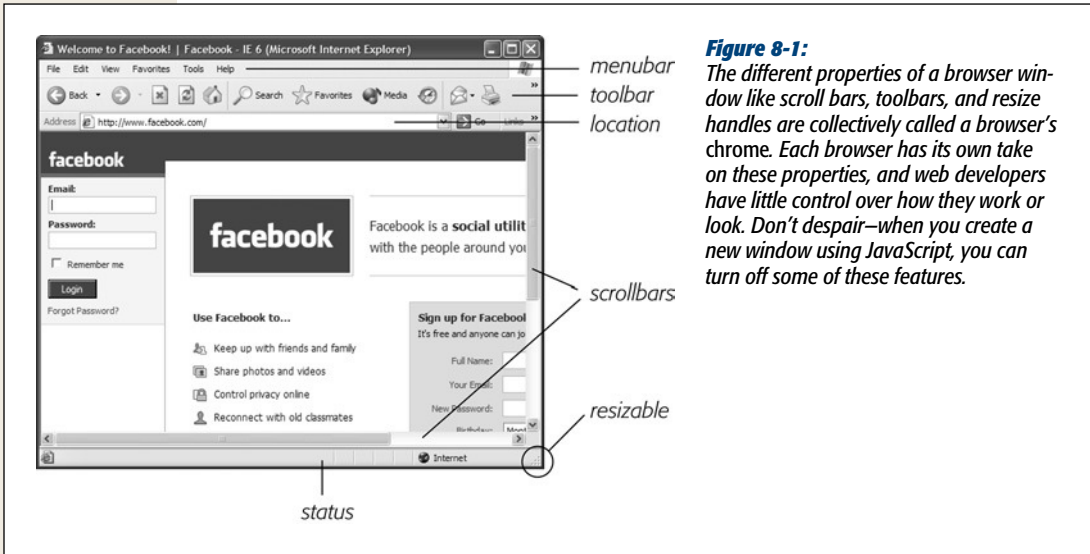 Welcome to Facebook! | Facebook - IE 6 (Microsoft Internet Explorer)
File Edit View Favorites Tools Help
menubar
Back Search Favorites Media
toolbar
Address http://www.facebook.com/ Go Links
location
facebook
Email:
Password:
Remember me
Login
Forgot Password?
facebook
Facebook is a social utilit
with the people around you
Use Facebook to...
Keep up with friends and family
Share photos and videos
Control privacy online
Reconnect with old classmates
Sign up for Facebool
It's free and anyone can jo
Full Name:
Your Email:
New Password:
Birthday:
scrollbars
resizable
Internet
status
Figure 8-1:
The different properties of a browser win-
dow like scroll bars, toolbars, and resize
handles are collectively called a browser's
chrome. Each browser has its own take
on these properties, and web developers
have little control over how they work or
look. Don't despair—when you create a
new window using JavaScript, you can
turn off some of these features.